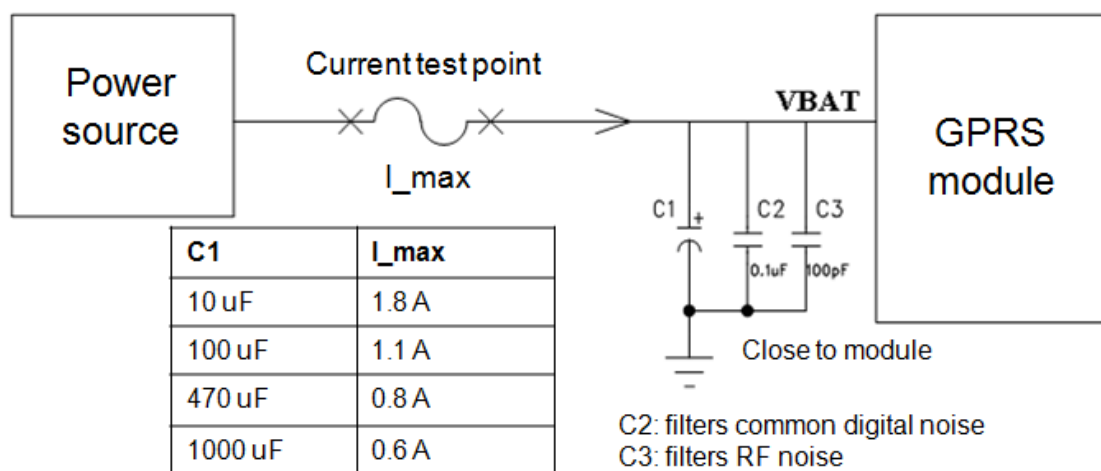 Power
source
Current test point
I_max
VBAT
GPRS
module
C1
+
C2
C3
0.1uF
100pF
Close to module
C1 I_max
10 uF 1.8 A
100 uF 1.1 A
470 uF 0.8 A
1000 uF 0.6 A
C2: filters common digital noise
C3: filters RF noise